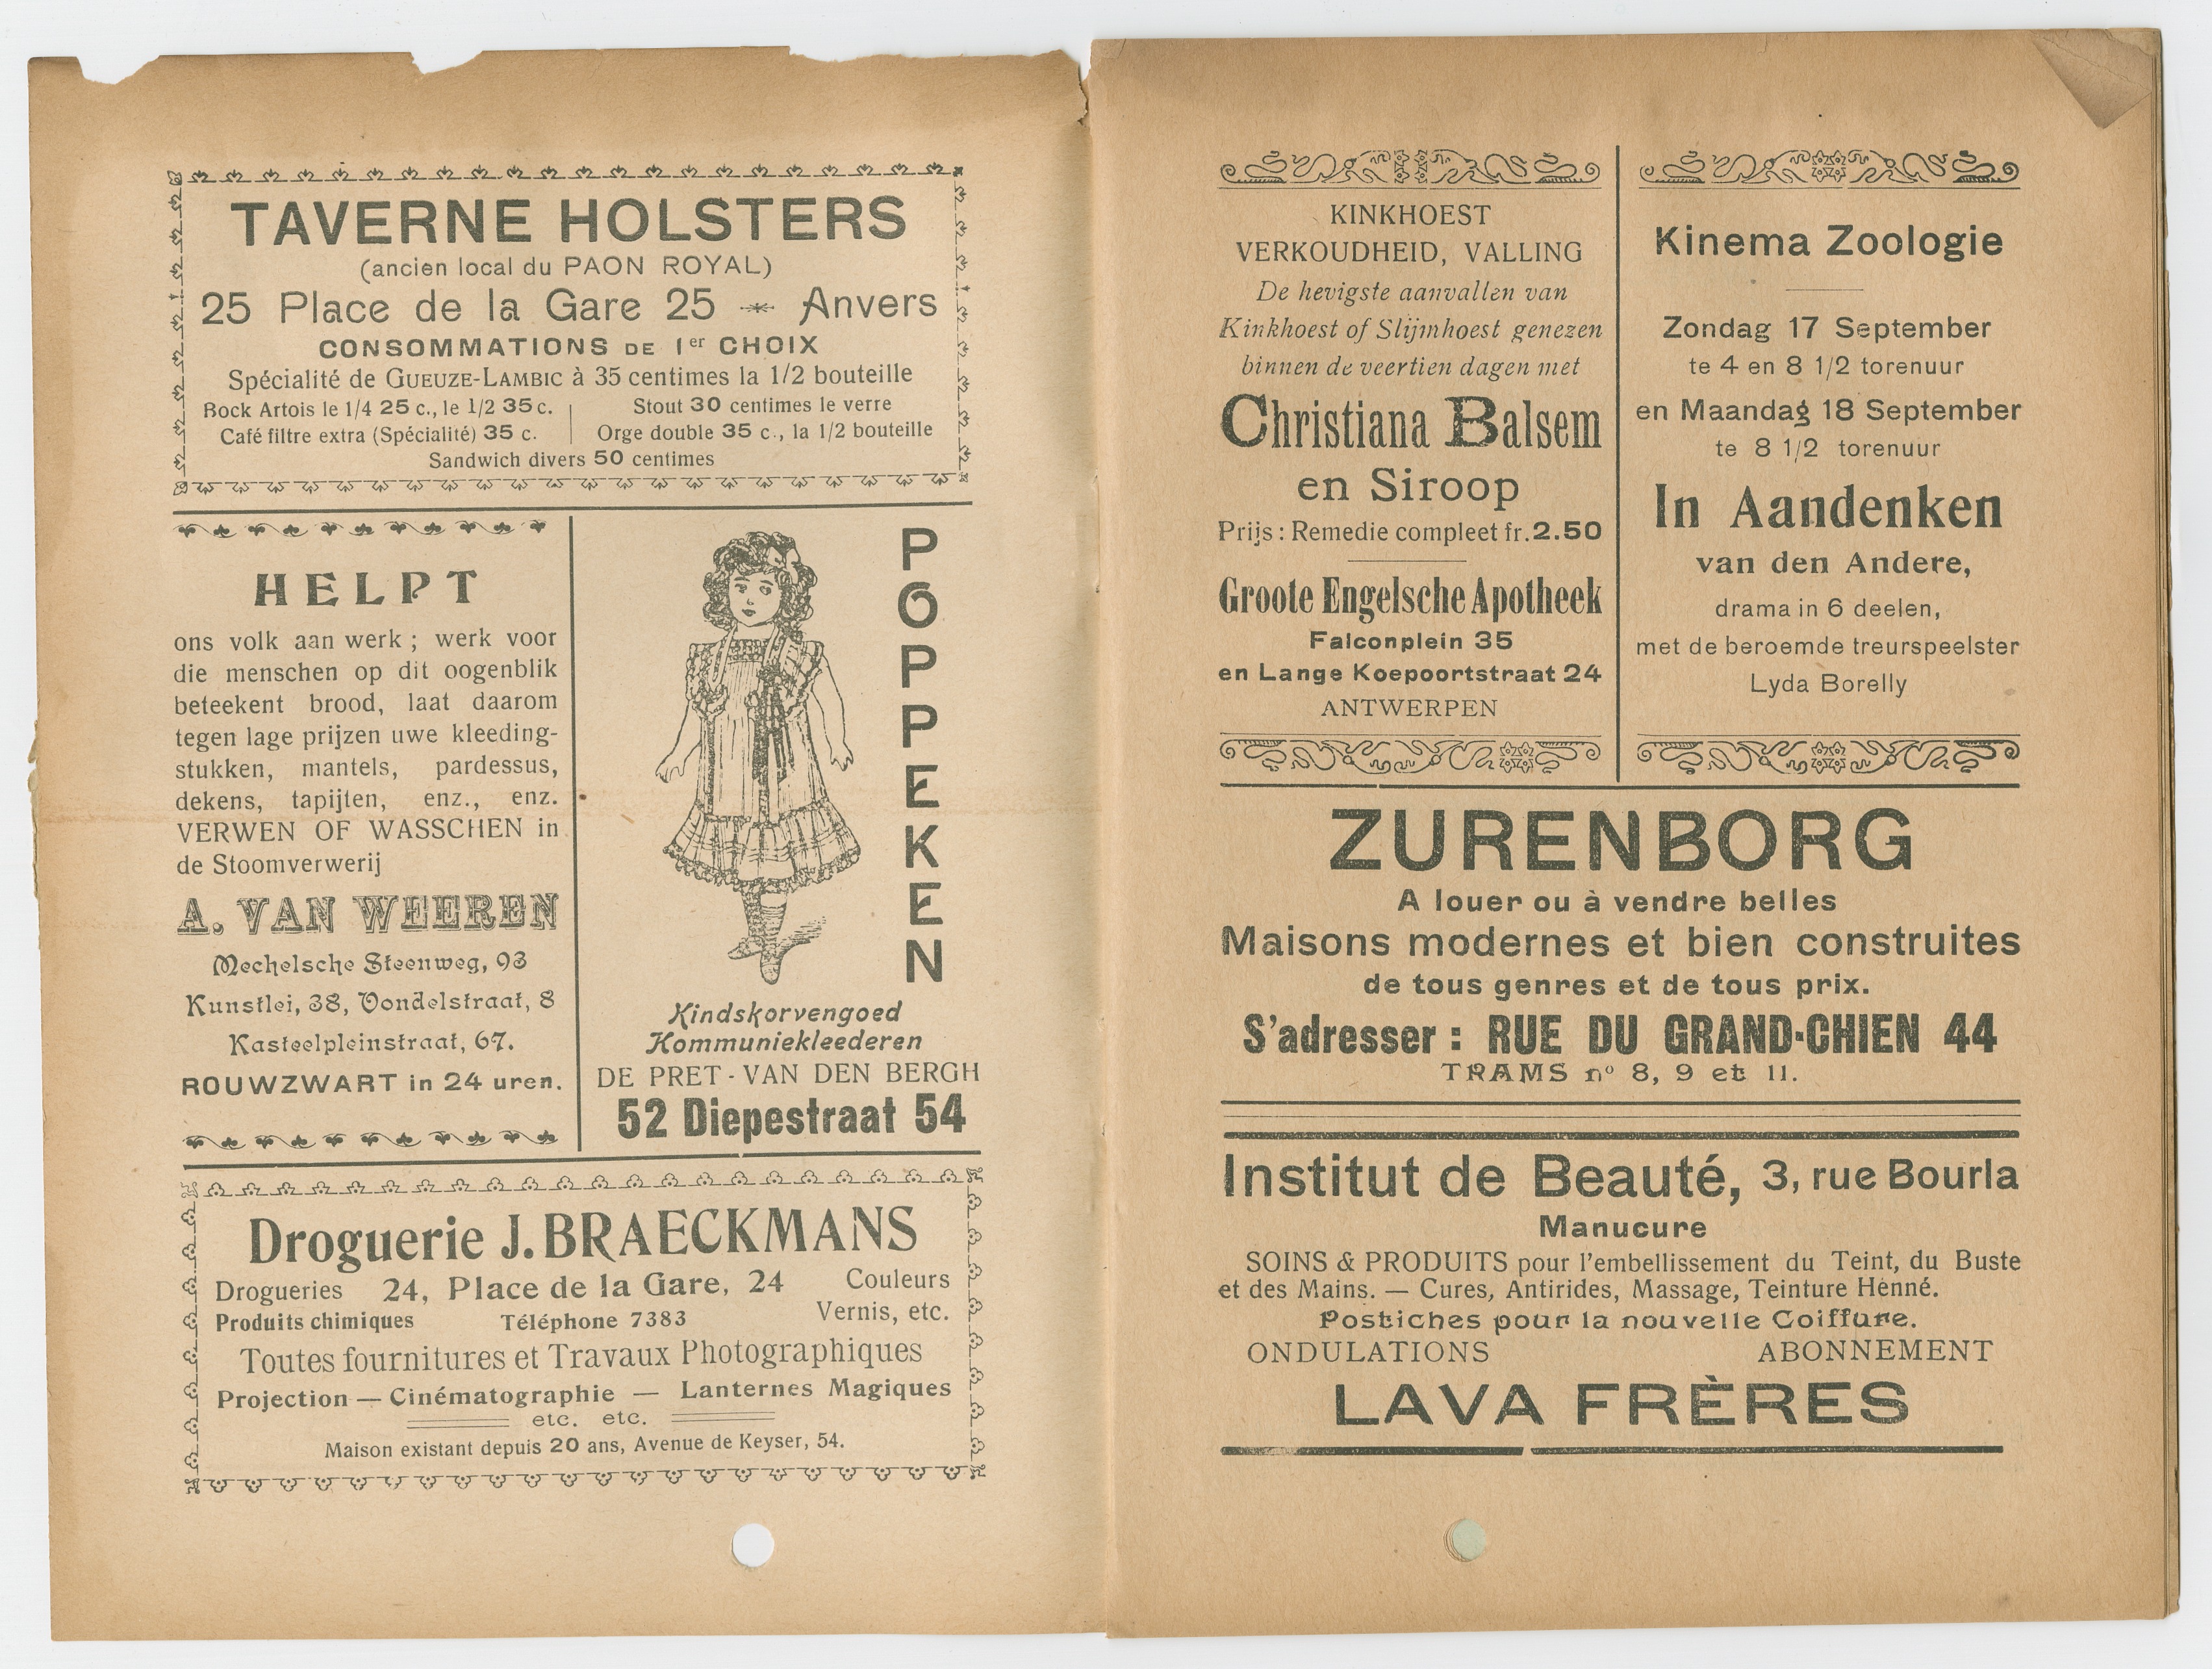 TAVERNE HOLSTERS
(ancien local du PAON ROYAL)
25 Place de la Gare 25 Anvers
CONSOMMATIONS DE 1er CHOIX
Spécialité de GUEUZE-LAMBIC à 35 centimes la 1/2 bouteille
Bock Artois le 1/4 25 c., le 1/2 35 c.
Café filtre extra (Spécialité) 35 c.
Stout 30 centimes le verre
Orge double 35 c., la 1/2 bouteille
Sandwich divers 50 centimes
HELPT
ons volk aan werk ; werk voor
die menschen op dit oogenblik
beteekent brood, laat daarom
tegen lage prijzen uwe kleeding-
stukken, mantels, pardessus,
dekens, tapijten, enz., enz.
VERWEN OF WASSCHEN in
de Stoomverwerij
A. VAN WEEREN
Mechelsche Steenweg, 93
Kunstlei, 38, Vondelstraat, 8
Kasteelpleinstraat, 67.
ROUWZWART in 24 uren.
POPPEKEN
Kindskorvengoed
Kommuniekleederen
DE PRET - VAN DEN BERGH
52 Diepestraat 54
Droguerie J. BRAECKMANS
Drogueries 24, Place de la Gare, 24 Couleurs
Produits chimiques Téléphone 7383 Vernis, etc.
Toutes fournitures et Travaux Photographiques
Projection — Cinématographie — Lanternes Magiques
etc. etc.
Maison existant depuis 20 ans, Avenue de Keyser, 54.
KINKHOEST
VERKOUDHEID, VALLING
De hevigste aanvallen van
Kinkhoest of Slijmhoest genezen
binnen de veertien dagen met
Christiana Balsem
en Siroop
Prijs : Remedie compleet fr. 2.50
Groote Engelsche Apotheek
Falconplein 35
en Lange Koepoortstraat 24
ANTWERPEN
Kinema Zoologie
Zondag 17 September
te 4 en 8 1/2 torenuur
en Maandag 18 September
te 8 1/2 torenuur
In Aandenken
van den Andere,
drama in 6 deelen,
met de beroemde treurspeelster
Lyda Borelly
ZURENBORG
A louer ou à vendre belles
Maisons modernes et bien construites
de tous genres et de tous prix.
S'adresser : RUE DU GRAND-CHIEN 44
TRAMS no 8, 9 et 11.
Institut de Beauté, 3, rue Bourla
Manucure
SOINS & PRODUITS pour l'embellissement du Teint, du Buste
et des Mains. — Cures, Antirides, Massage, Teinture Henné.
Postiches pour la nouvelle Coiffure.
ONDULATIONS ABONNEMENT
LAVA FRÈRES